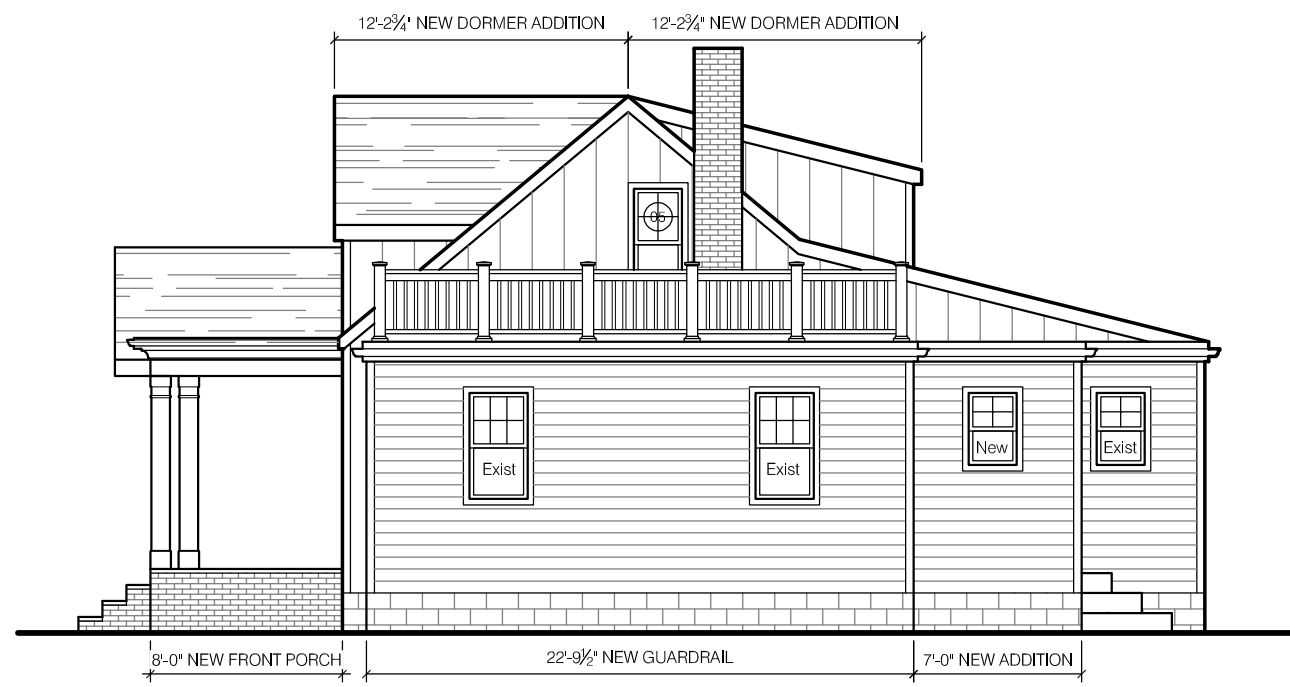 12'-2¾" NEW DORMER ADDITION
12'-2¾" NEW DORMER ADDITION
05
Exist
Exist
New
Exist
8'-0" NEW FRONT PORCH
22'-9½" NEW GUARDRAIL
7'-0" NEW ADDITION